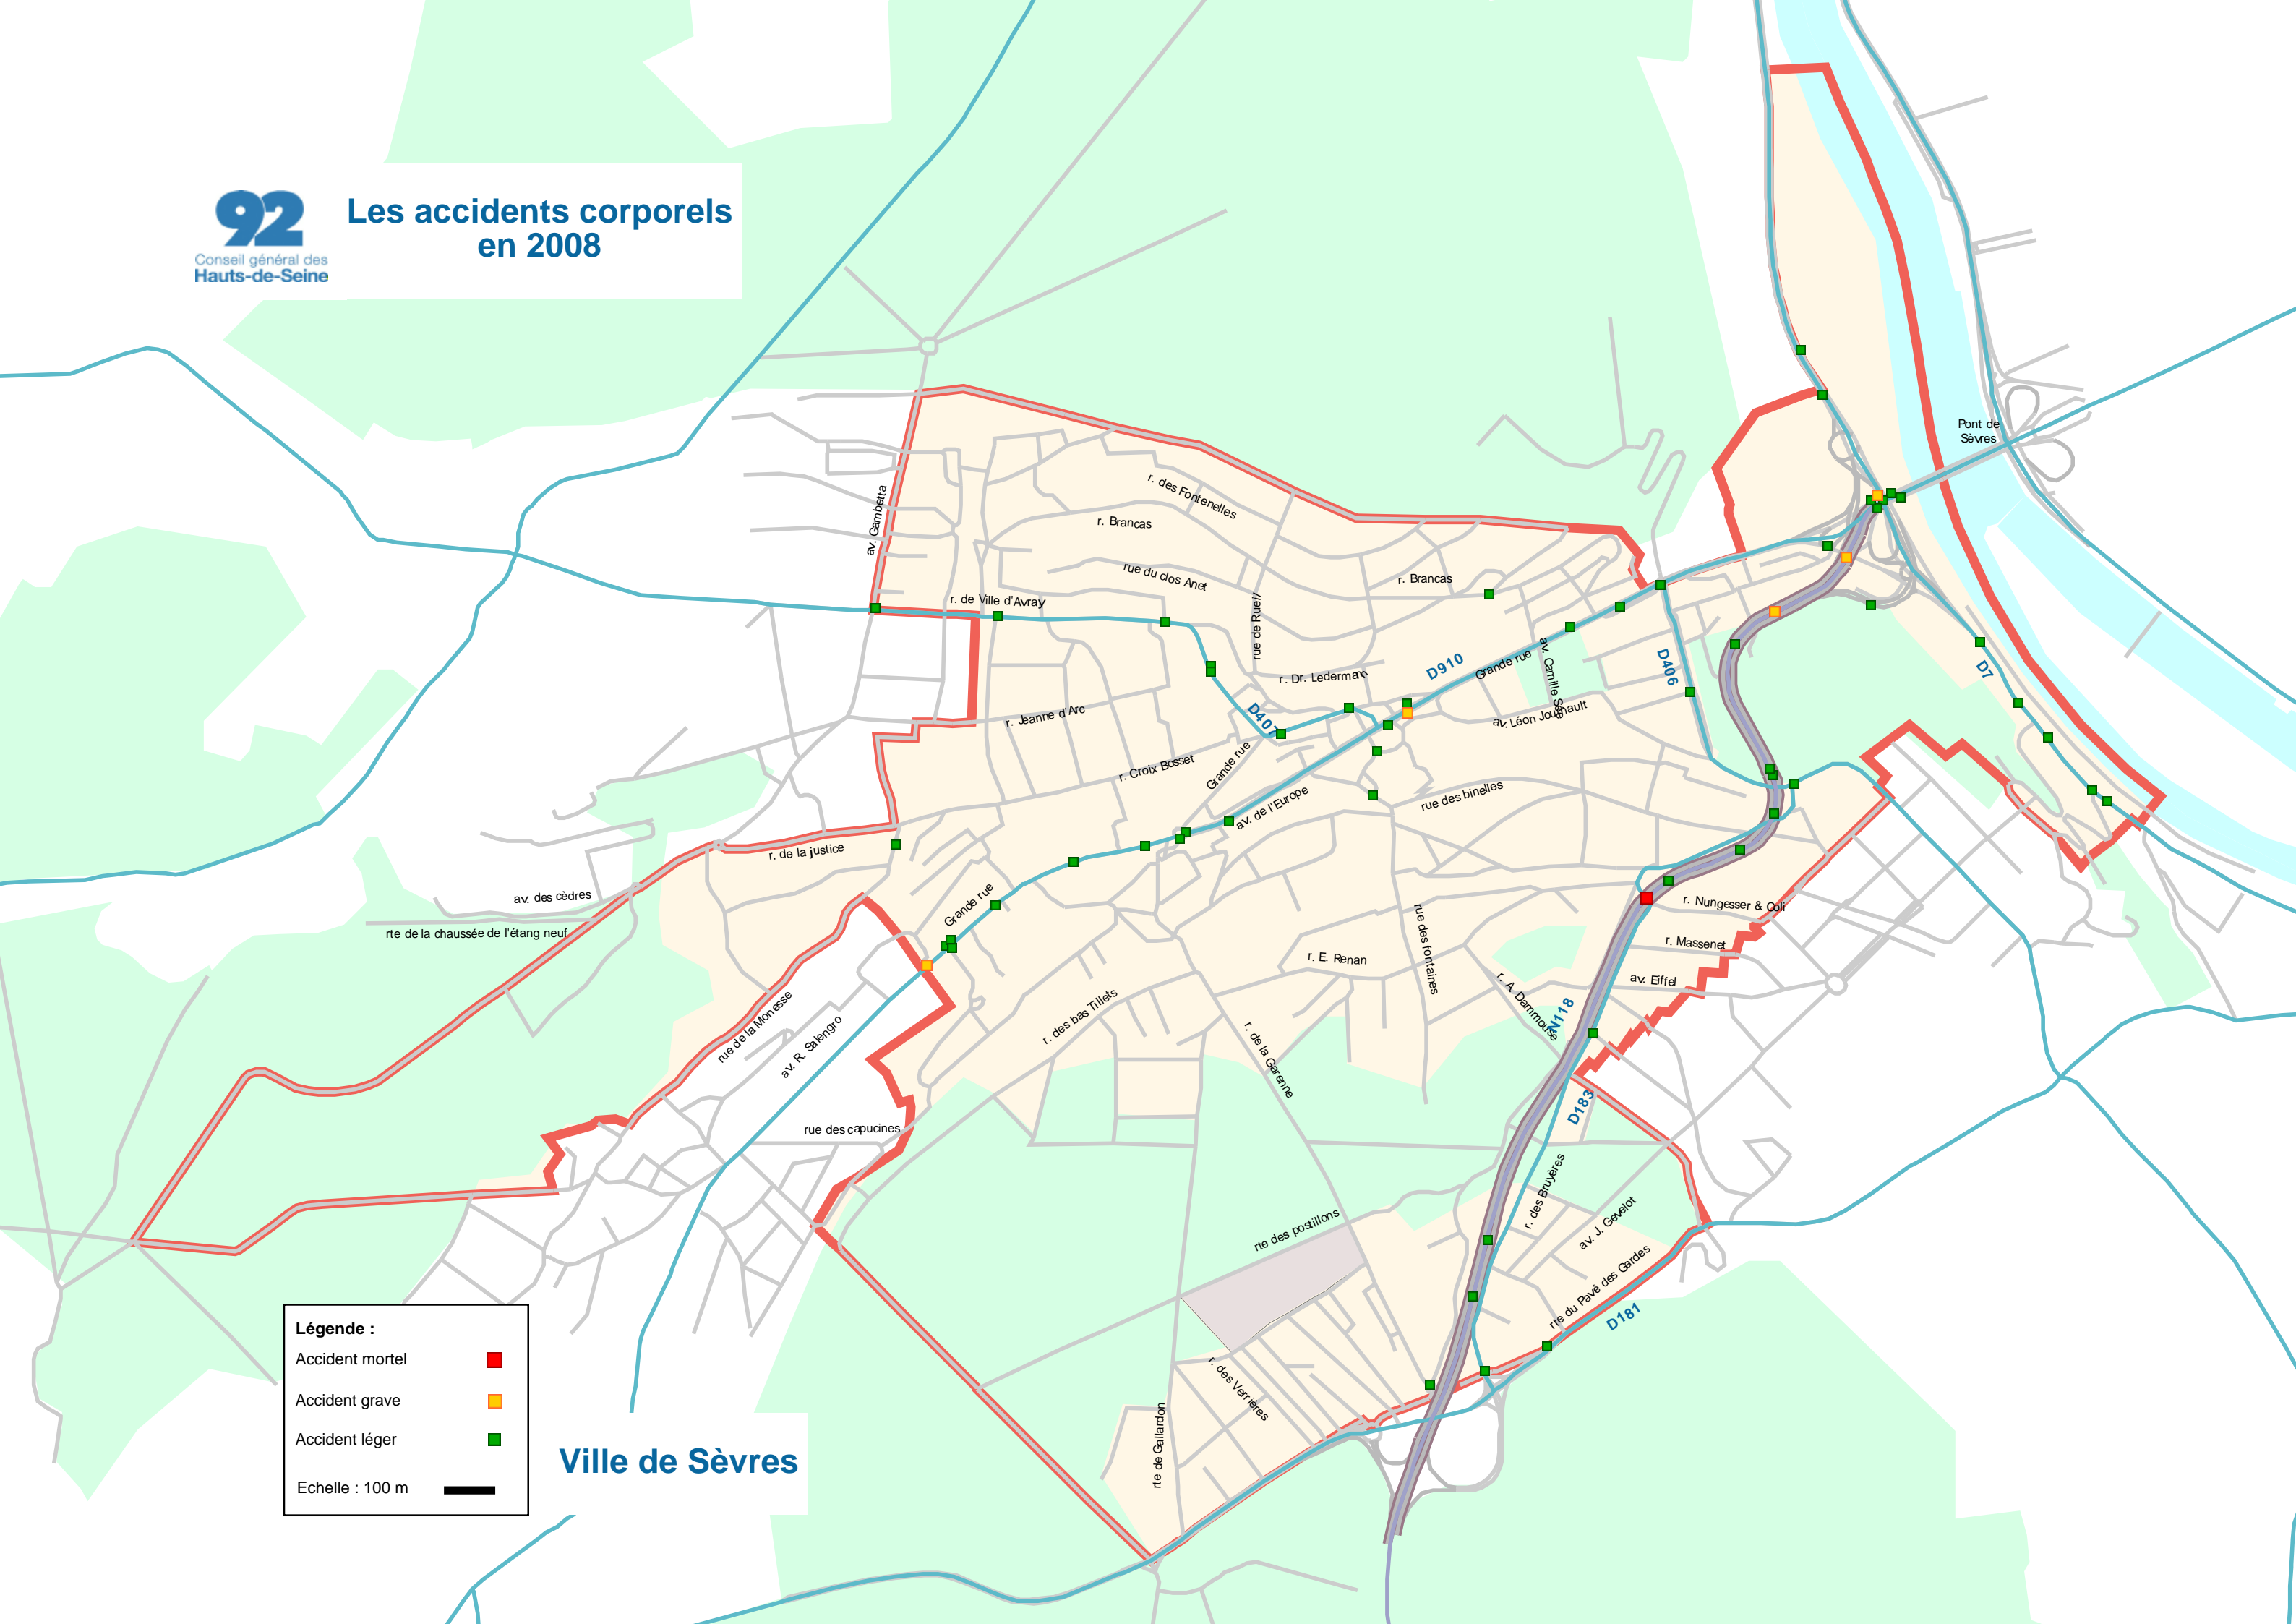 92
Conseil général des
Hauts-de-Seine
Les accidents corporels
en 2008
Pont de
Sèvres
av. Gambetta
r. des Fontenelles
r. Brancas
rue du clos Anet
r. Brancas
r. de Ville d'Avray
rue de Rueil
r. Dr. Ledermann
D910
Grande rue
av. Camille Sée
D406
D7
r. Jeanne d'Arc
D407
av. Léon Journault
r. Croix Bosset
Grande rue
av. de l'Europe
rue des binelles
r. de la justice
av. des cèdres
rte de la chaussée de l'étang neuf
Grande rue
r. Nungesser & Coli
rue des fontaines
r. Massenet
r. E. Renan
av. Eiffel
r. A. Dammouse
N118
rue de la Monesse
av. R. Salengro
r. des bas Tillets
r. de la Garenne
D183
rue des capucines
r. des Bruyères
av. J. Gevelot
rte des postillons
rte du Pavé des Gardes
D181
r. des Verrières
rte de Gallardon
Légende :
Accident mortel
Accident grave
Accident léger
Echelle : 100 m
Ville de Sèvres